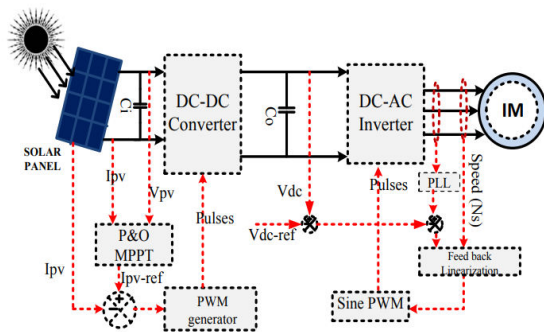 SOLAR
PANEL
Ci
DC-DC
Converter
Co
DC-AC
Inverter
IM
Ipv
Vpv
Pulses
Vdc
Vdc-ref
Pulses
PLL
Speed (Ns)
P&O
MPPT
Ipv
Ipv-ref
+
−
PWM
generator
Sine PWM
Feed back
Linearization